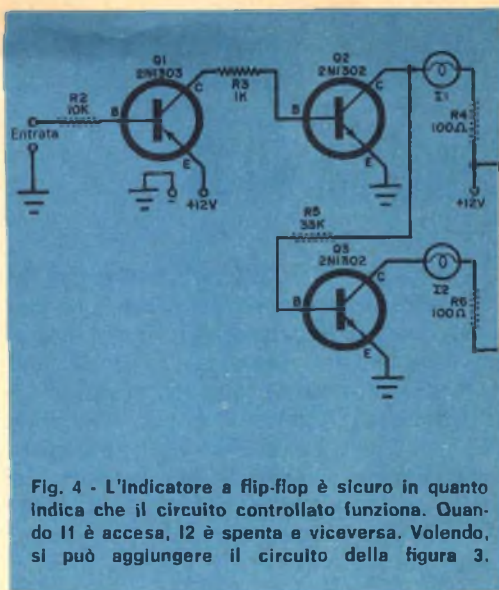 Q1
2N1303
Q2
2N1302
R2
10K
R3
1K
I1
R4
100Ω
B
C
E
B
C
E
Entrata
+12V
+12V
R5
33K
Q3
2N1302
I2
R6
100Ω
B
C
E
Fig. 4 - L'indicatore a flip-flop è sicuro in quanto
indica che il circuito controllato funziona. Quan-
do I1 è accesa, I2 è spenta e viceversa. Volendo,
si può aggiungere il circuito della figura 3.